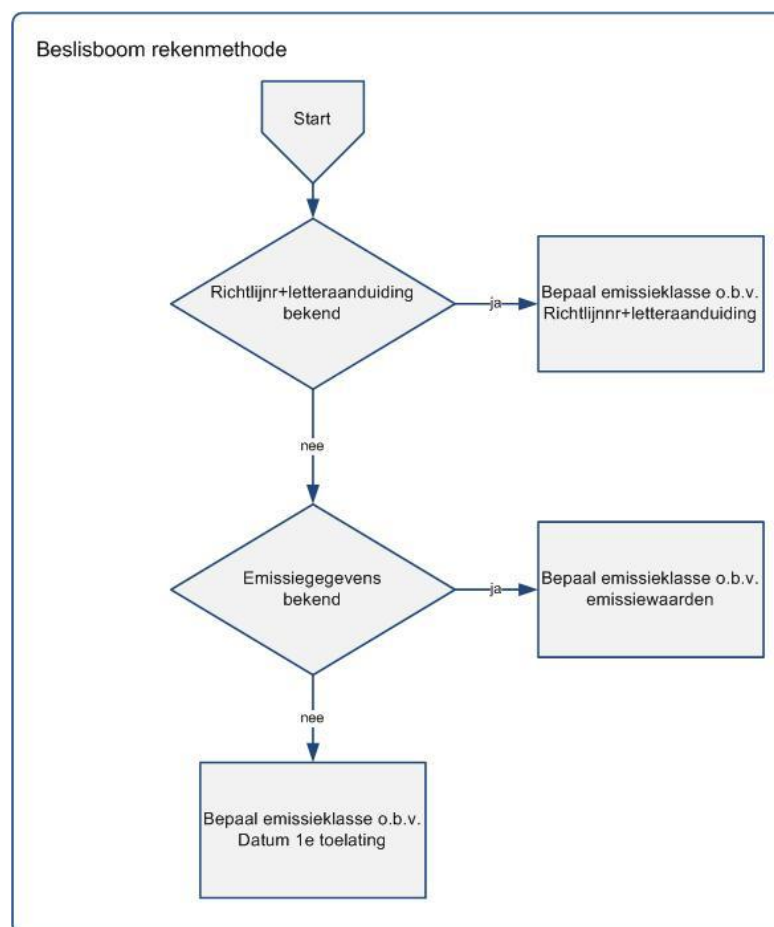 Beslisboom rekenmethode
Start
Richtlijnr+letteraanduiding
bekend
ja
Bepaal emissieklasse o.b.v.
Richtlijnnr+letteraanduiding
nee
Emissiegegevens
bekend
ja
Bepaal emissieklasse o.b.v.
emissiewaarden
nee
Bepaal emissieklasse o.b.v.
Datum 1e toelating